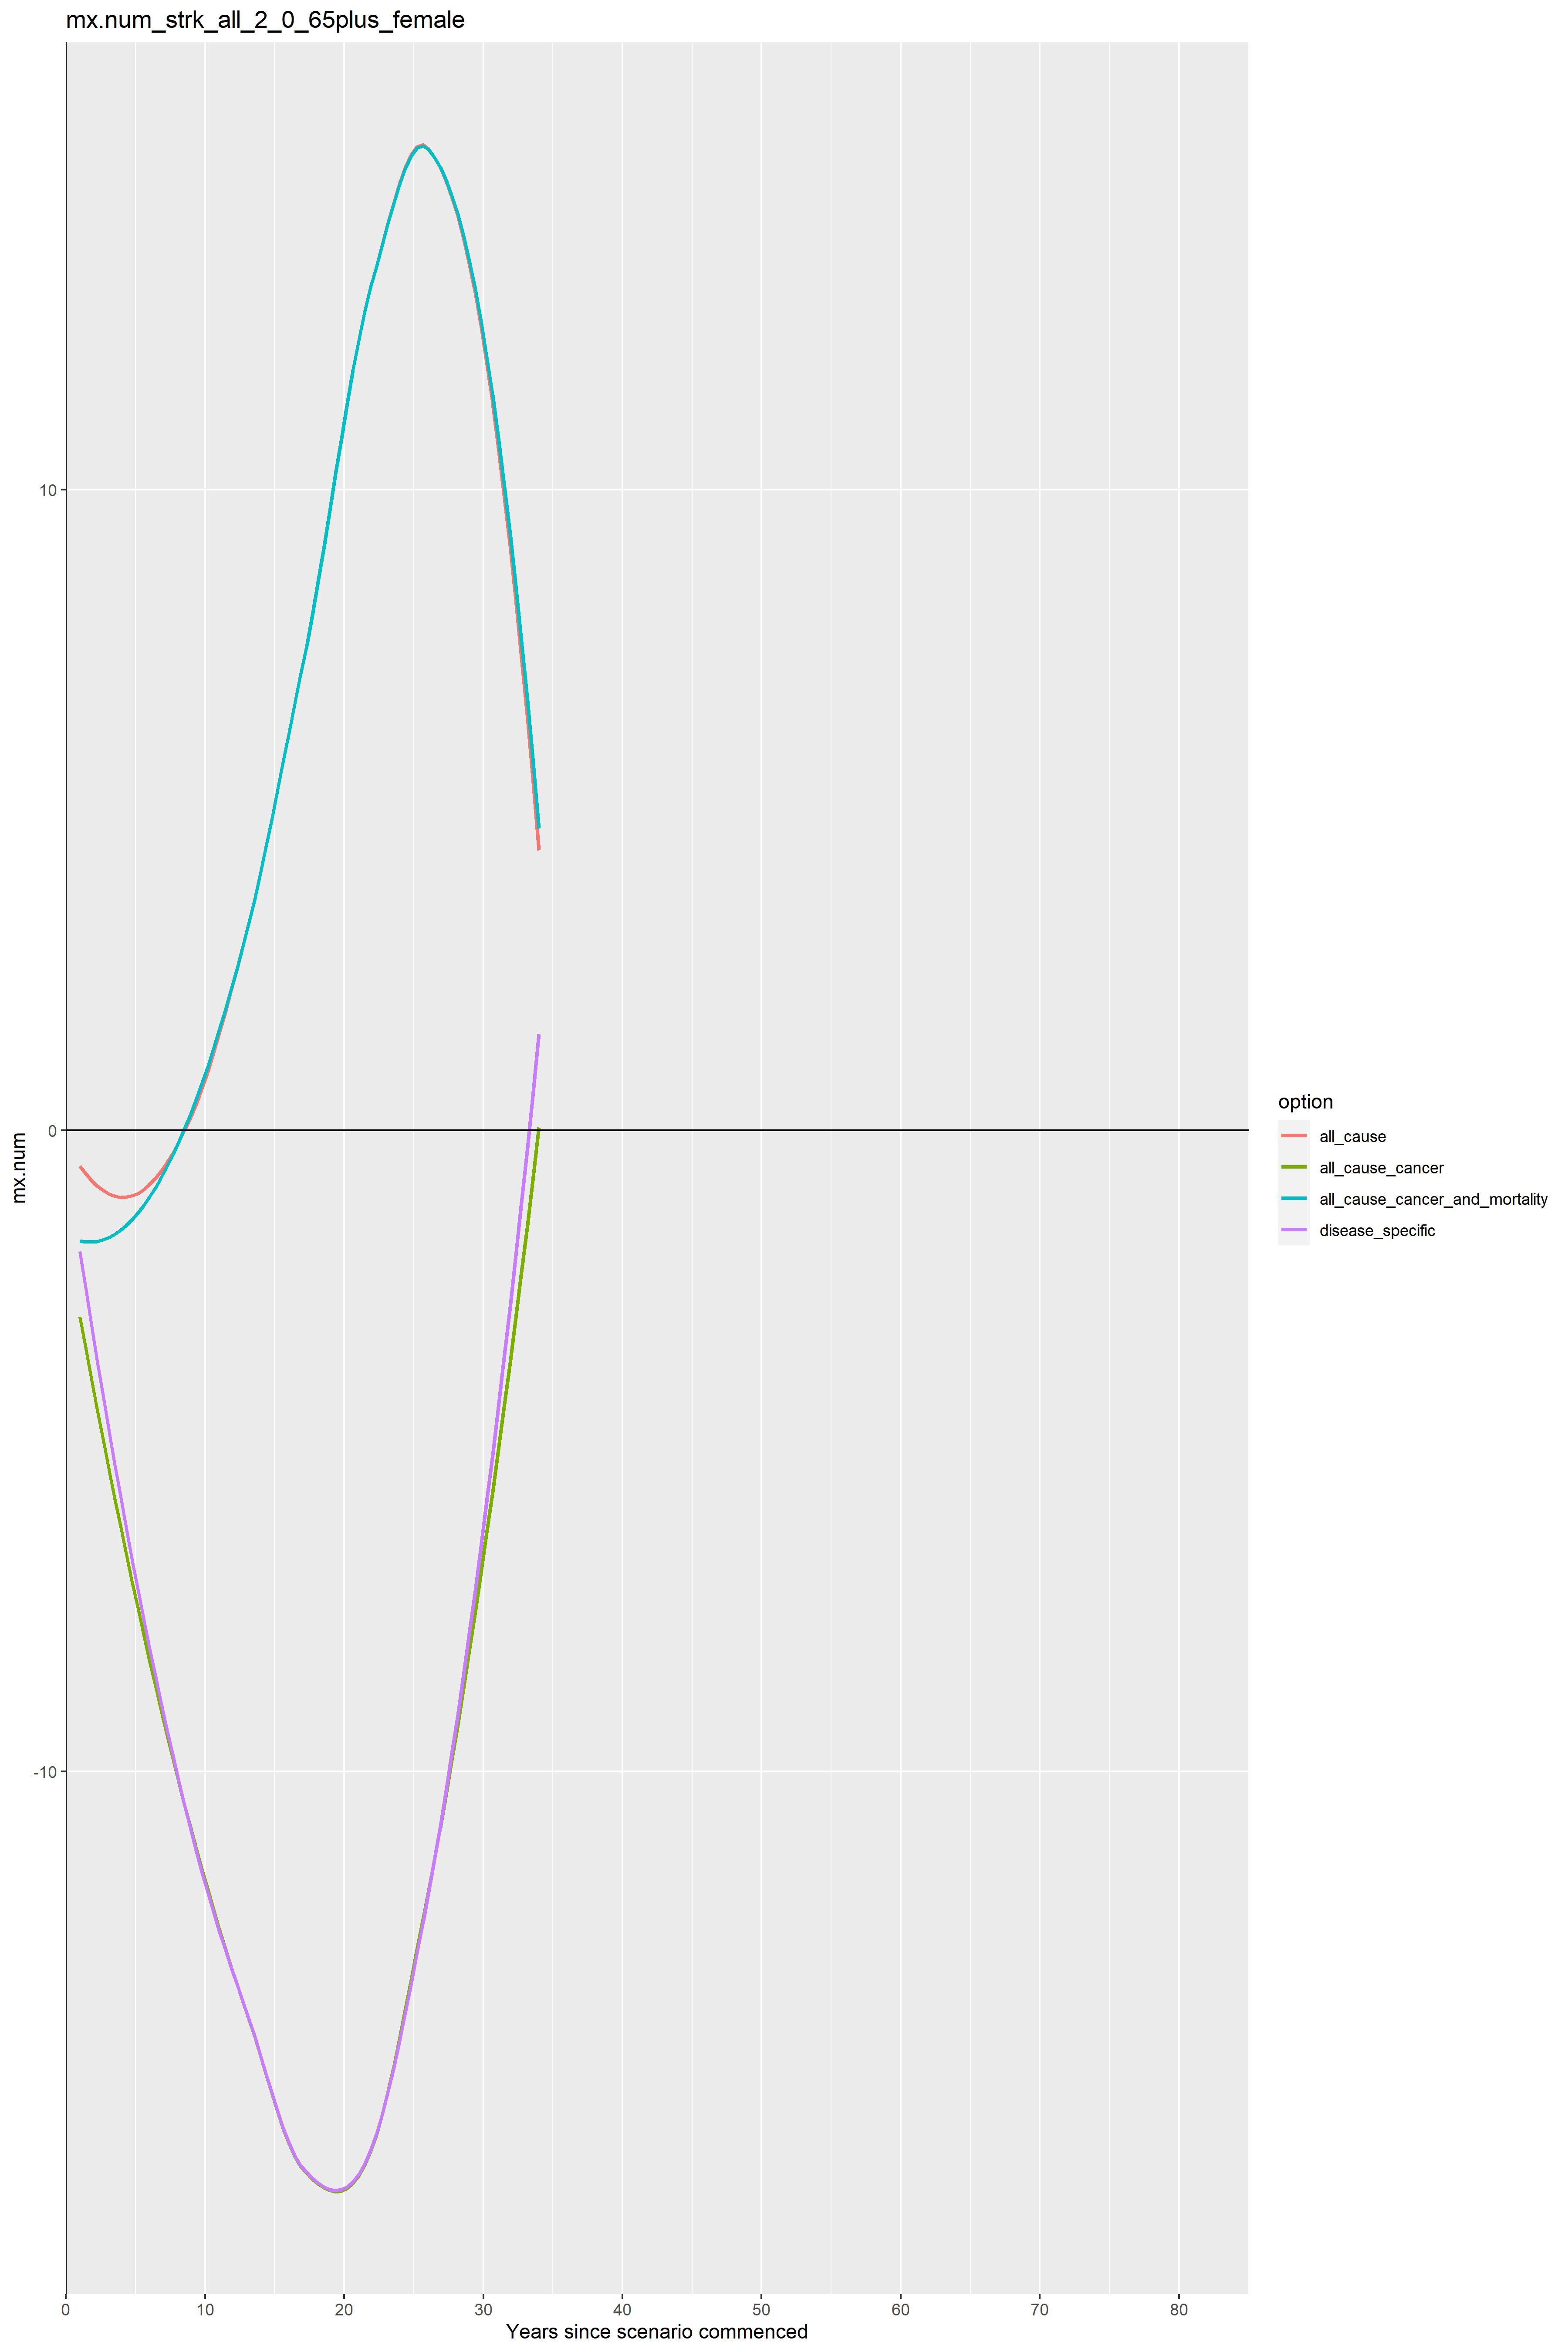 mx.num_strk_all_2_0_65plus_female
mx.num
10
0
-10
0 10 20 30 40 50 60 70 80
Years since scenario commenced
option
all_cause
all_cause_cancer
all_cause_cancer_and_mortality
disease_specific